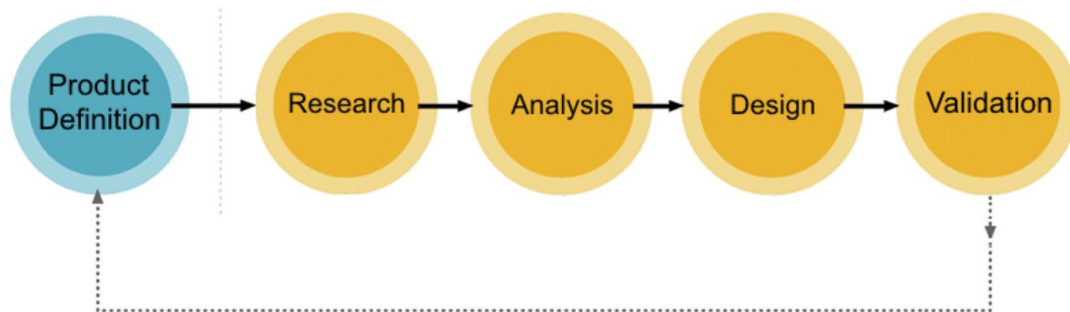 Product
Definition
Research
Analysis
Design
Validation